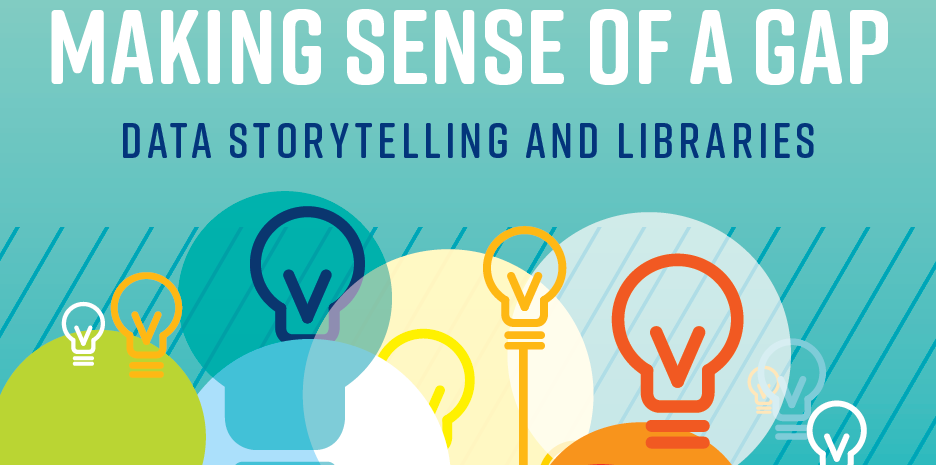 MAKING SENSE OF A GAP
DATA STORYTELLING AND LIBRARIES